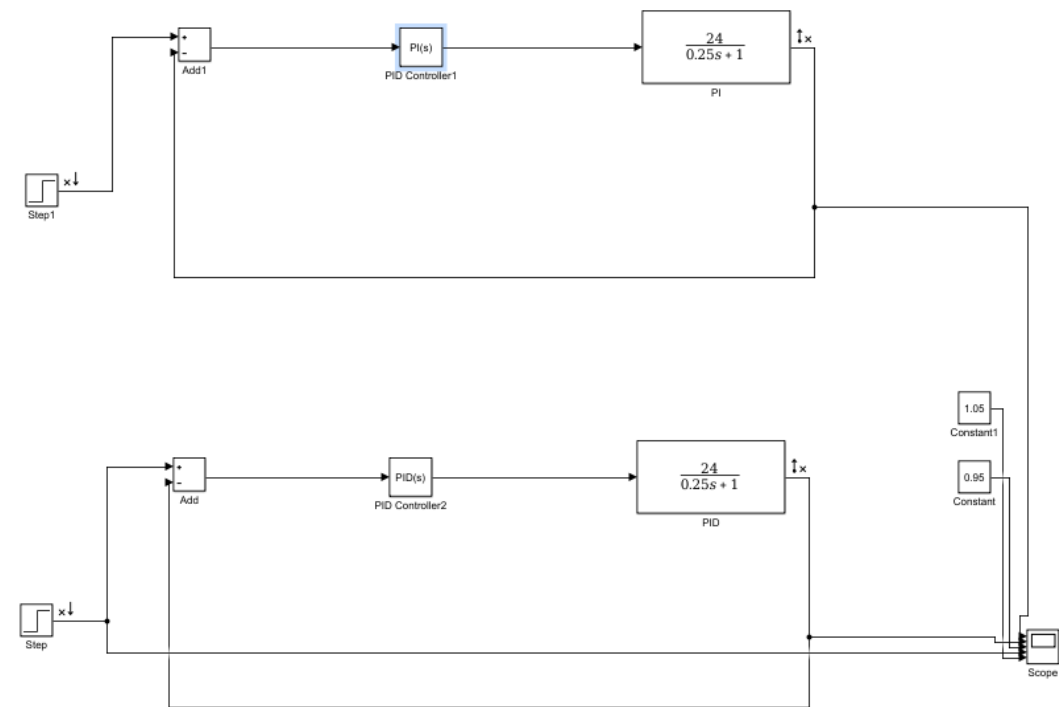 24
0.25s + 1
PI
+
−
Add1
PI(s)
PID Controller1
Step1
1.05
Constant1
0.95
Constant
+
−
Add
PID(s)
PID Controller2
24
0.25s + 1
PID
Step
Scope